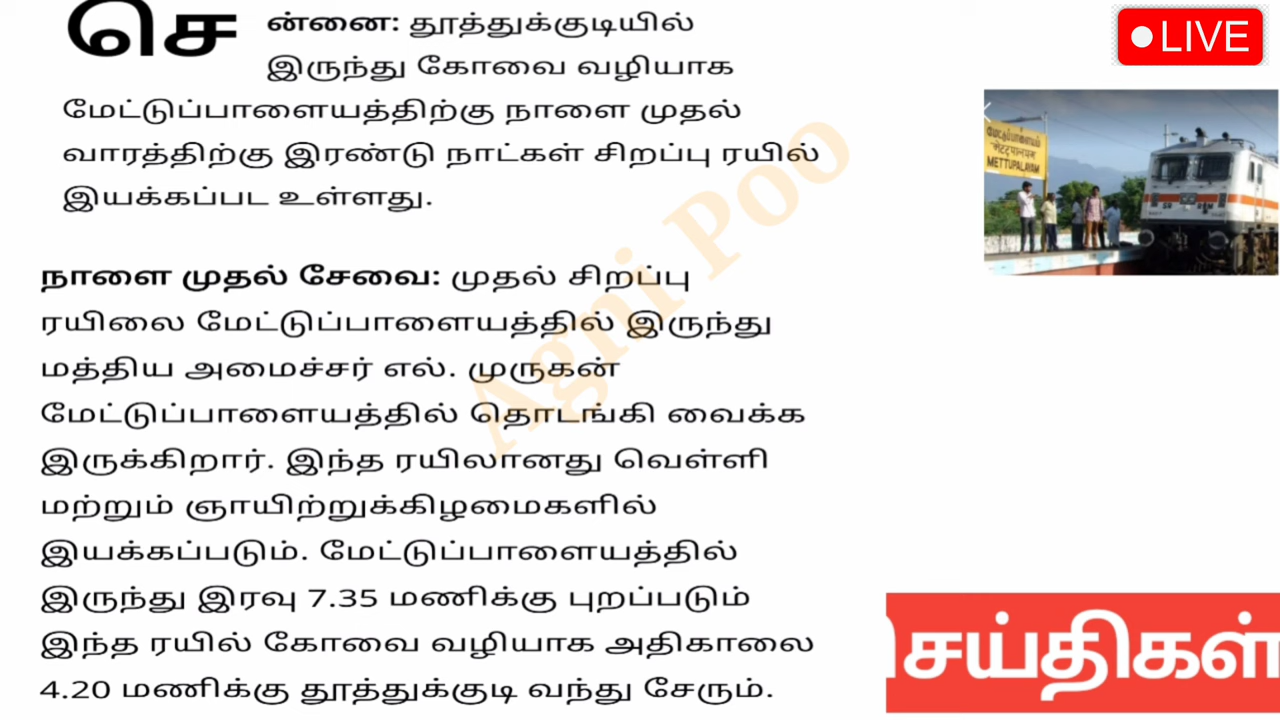 சென்னை: தூத்துக்குடியில்
இருந்து கோவை வழியாக
மேட்டுப்பாளையத்திற்கு நாளை முதல்
வாரத்திற்கு இரண்டு நாட்கள் சிறப்பு ரயில்
இயக்கப்பட உள்ளது.
நாளை முதல் சேவை: முதல் சிறப்பு
ரயிலை மேட்டுப்பாளையத்தில் இருந்து
மத்திய அமைச்சர் எல். முருகன்
மேட்டுப்பாளையத்தில் தொடங்கி வைக்க
இருக்கிறார். இந்த ரயிலானது வெள்ளி
மற்றும் ஞாயிற்றுக்கிழமைகளில்
இயக்கப்படும். மேட்டுப்பாளையத்தில்
இருந்து இரவு 7.35 மணிக்கு புறப்படும்
இந்த ரயில் கோவை வழியாக அதிகாலை
4.20 மணிக்கு தூத்துக்குடி வந்து சேரும்.
Agni Poo
LIVE
மேட்டுப்பாளையம்
METTUPALAYAM
செய்திகள்